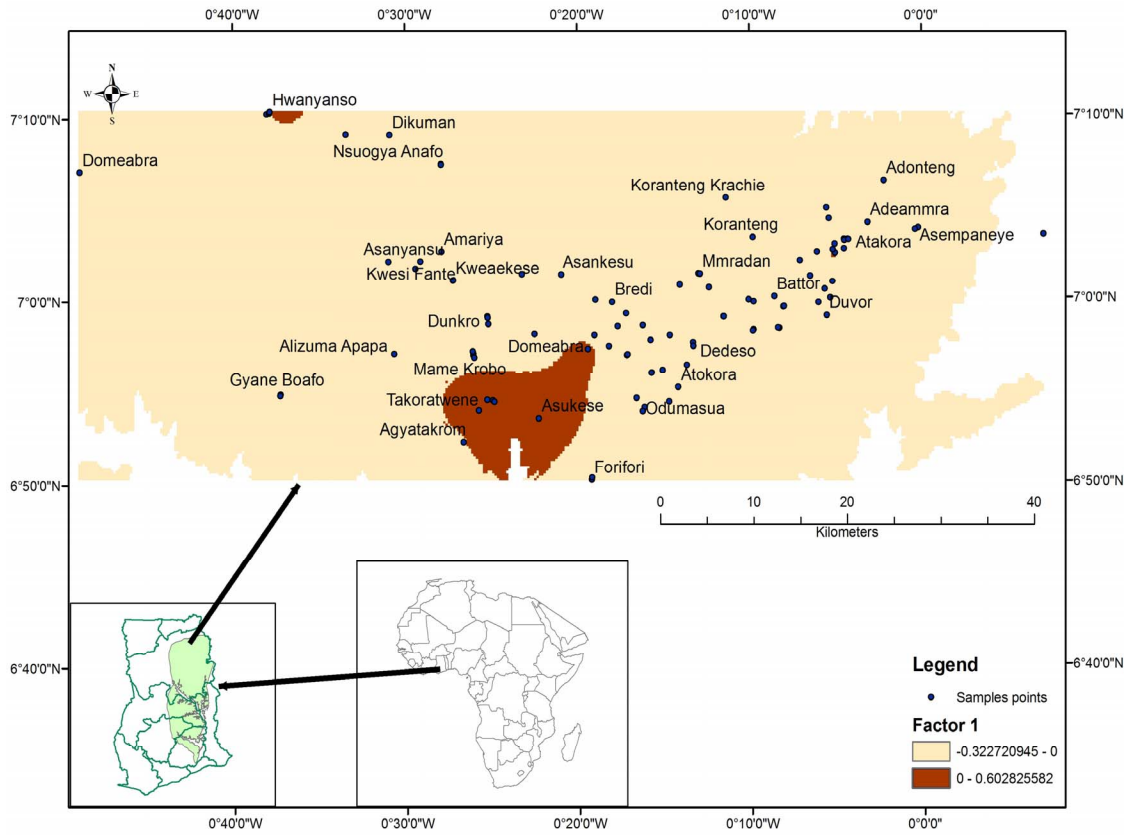 0°40'0"W 0°30'0"W 0°20'0"W 0°10'0"W 0°0'0"
N
W E
S
Hwanyanso
7°10'0"N 7°10'0"N
Dikuman
Nsuogya Anafo
Domeabra
Adonteng
Koranteng Krachie
Adeammra
Koranteng
Asempaneye
Atakora
Amariya
Asanyansu
Kwesi Fante
Kweaekese
Asankesu
Mmradan
Battor
7°0'0"N 7°0'0"N
Bredi
Duvor
Dunkro
Alizuma Apapa
Domeabra
Dedeso
Mame Krobo
Atokora
Gyane Boafo
Takoratwene
Asukese
Odumasua
Agyatakrom
Forifori
6°50'0"N 6°50'0"N
0 10 20 40
Kilometers
6°40'0"N 6°40'0"N
Legend
Samples points
Factor 1
-0.322720945 - 0
0 - 0.602825582
0°40'0"W 0°30'0"W 0°20'0"W 0°10'0"W 0°0'0"